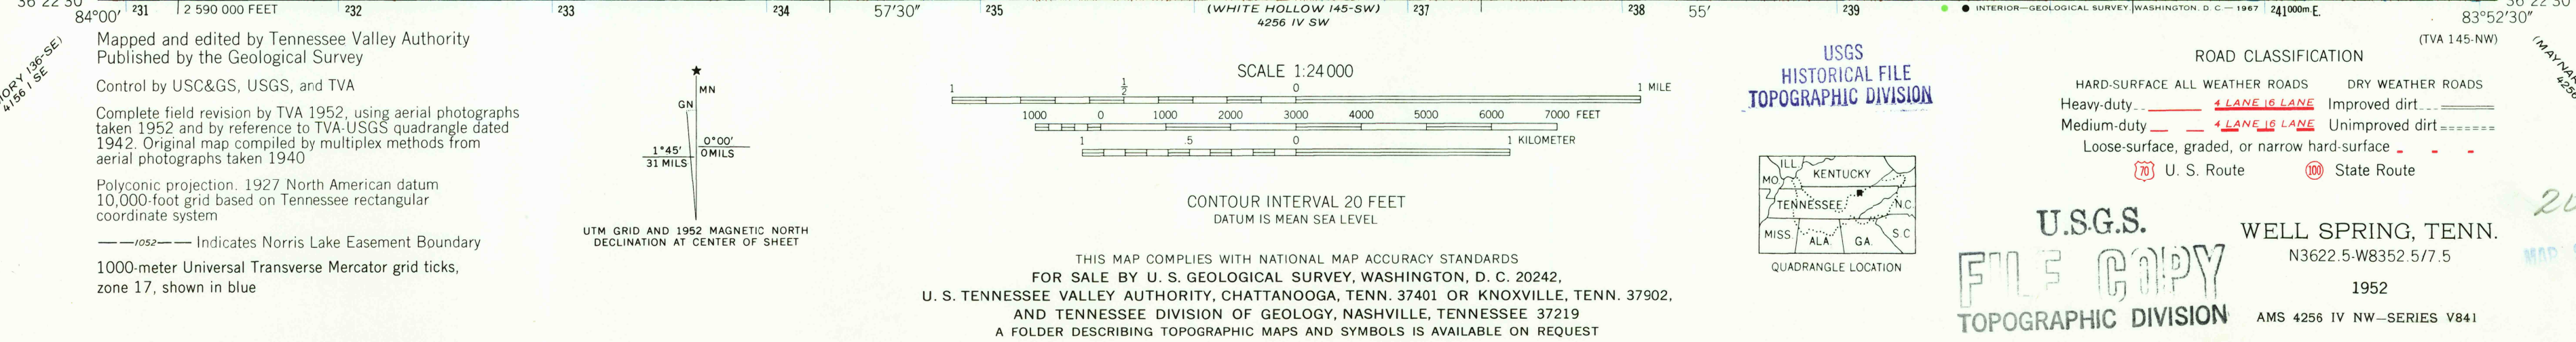 36°22'30"
84°00'
231
2 590 000 FEET
232
233
234
57'30"
235
(WHITE HOLLOW 145-SW)
4256 IV SW
237
238
55'
239
INTERIOR—GEOLOGICAL SURVEY, WASHINGTON, D. C.—1967
241000m.E.
36°22'30"
83°52'30"
(TVA 145-NW)
4156 I SE
Mapped and edited by Tennessee Valley Authority
Published by the Geological Survey
Control by USC&GS, USGS, and TVA
Complete field revision by TVA 1952, using aerial photographs
taken 1952 and by reference to TVA-USGS quadrangle dated
1942. Original map compiled by multiplex methods from
aerial photographs taken 1940
Polyconic projection. 1927 North American datum
10,000-foot grid based on Tennessee rectangular
coordinate system
1052 Indicates Norris Lake Easement Boundary
1000-meter Universal Transverse Mercator grid ticks,
zone 17, shown in blue
MN
GN
1°45'
31 MILS
0°00'
0 MILS
UTM GRID AND 1952 MAGNETIC NORTH
DECLINATION AT CENTER OF SHEET
SCALE 1:24 000
1 ½ 0 1 MILE
1000 0 1000 2000 3000 4000 5000 6000 7000 FEET
1 .5 0 1 KILOMETER
CONTOUR INTERVAL 20 FEET
DATUM IS MEAN SEA LEVEL
THIS MAP COMPLIES WITH NATIONAL MAP ACCURACY STANDARDS
FOR SALE BY U. S. GEOLOGICAL SURVEY, WASHINGTON, D. C. 20242,
U. S. TENNESSEE VALLEY AUTHORITY, CHATTANOOGA, TENN. 37401 OR KNOXVILLE, TENN. 37902,
AND TENNESSEE DIVISION OF GEOLOGY, NASHVILLE, TENNESSEE 37219
A FOLDER DESCRIBING TOPOGRAPHIC MAPS AND SYMBOLS IS AVAILABLE ON REQUEST
USGS
HISTORICAL FILE
TOPOGRAPHIC DIVISION
ILL.
MO.
KENTUCKY
TENNESSEE
N.C.
MISS.
ALA.
GA.
S.C.
QUADRANGLE LOCATION
ROAD CLASSIFICATION
HARD-SURFACE ALL WEATHER ROADS DRY WEATHER ROADS
Heavy-duty 4 LANE 6 LANE Improved dirt
Medium-duty 4 LANE 6 LANE Unimproved dirt
Loose-surface, graded, or narrow hard-surface
70 U. S. Route 100 State Route
U.S.G.S.
FILE COPY
TOPOGRAPHIC DIVISION
WELL SPRING, TENN.
N3622.5-W8352.5/7.5
1952
AMS 4256 IV NW—SERIES V841